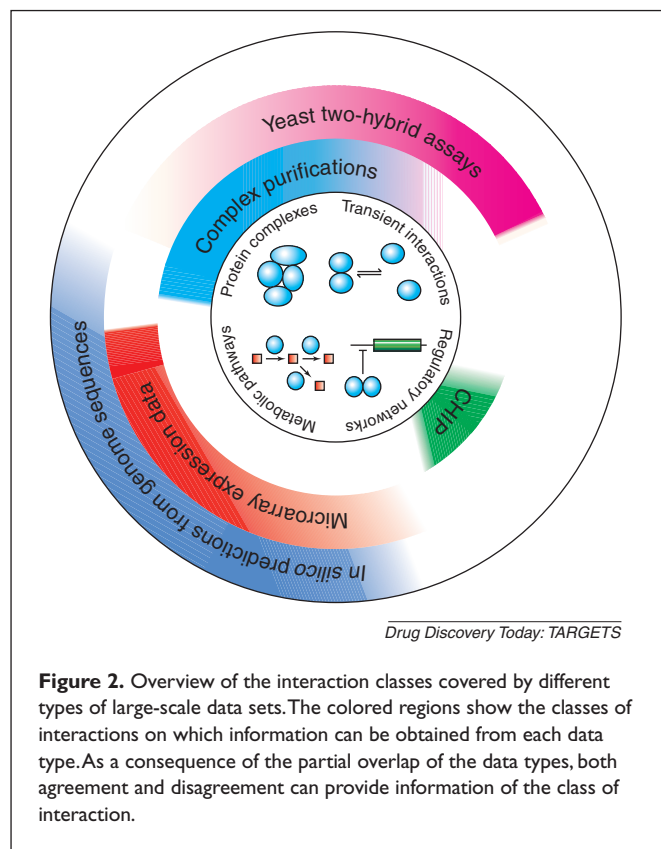 Yeast two-hybrid assays
Complex purifications
Protein complexes
Transient interactions
Metabolic pathways
Regulatory networks
CHIP
Microarray expression data
In silico predictions from genome sequences
Drug Discovery Today: TARGETS
Figure 2. Overview of the interaction classes covered by different
types of large-scale data sets. The colored regions show the classes of
interactions on which information can be obtained from each data
type. As a consequence of the partial overlap of the data types, both
agreement and disagreement can provide information of the class of
interaction.